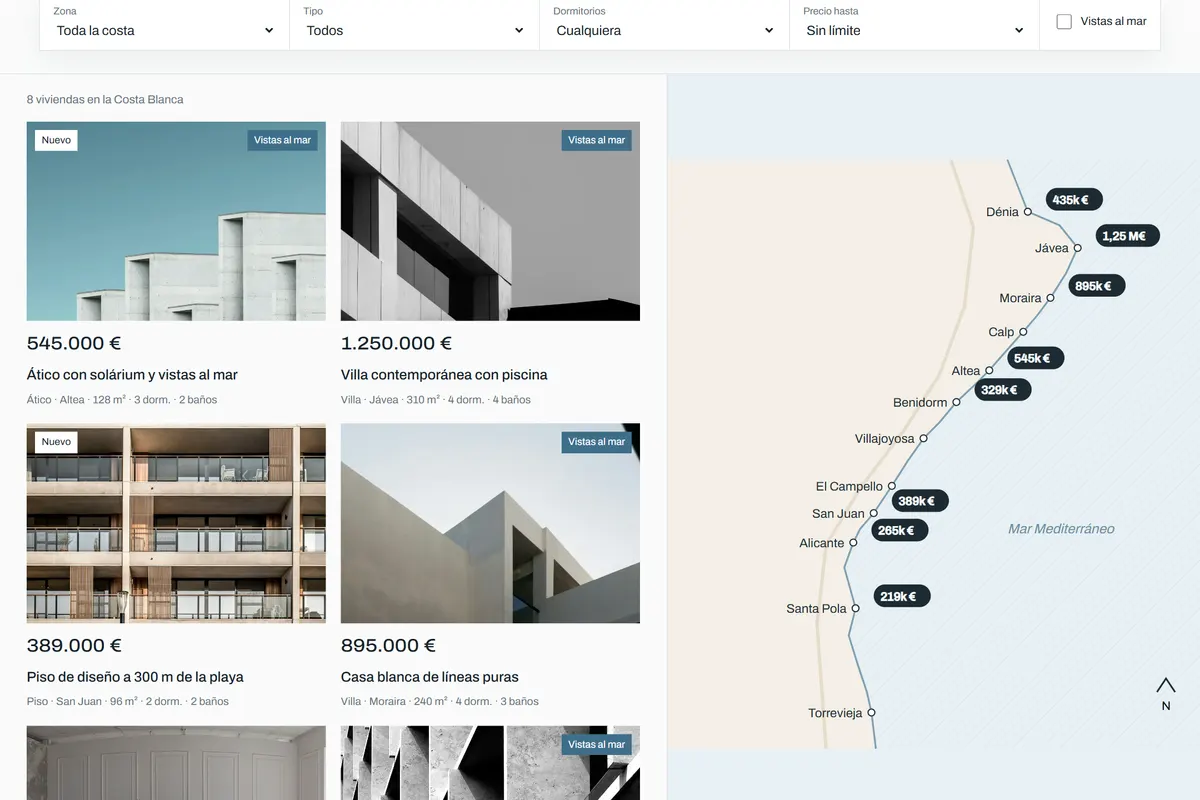 Zona
Toda la costa
Tipo
Todos
Dormitorios
Cualquiera
Precio hasta
Sin límite
Vistas al mar
8 viviendas en la Costa Blanca
Nuevo
Vistas al mar
545.000 €
Ático con solárium y vistas al mar
Ático · Altea · 128 m² · 3 dorm. · 2 baños
Vistas al mar
1.250.000 €
Villa contemporánea con piscina
Villa · Jávea · 310 m² · 4 dorm. · 4 baños
Nuevo
389.000 €
Piso de diseño a 300 m de la playa
Piso · San Juan · 96 m² · 2 dorm. · 2 baños
Vistas al mar
895.000 €
Casa blanca de líneas puras
Villa · Moraira · 240 m² · 4 dorm. · 3 baños
Vistas al mar
435k €
Dénia
1,25 M€
Jávea
895k €
Moraira
Calp
545k €
Altea
329k €
Benidorm
Villajoyosa
El Campello
389k €
San Juan
265k €
Alicante
Mar Mediterráneo
219k €
Santa Pola
N
Torrevieja